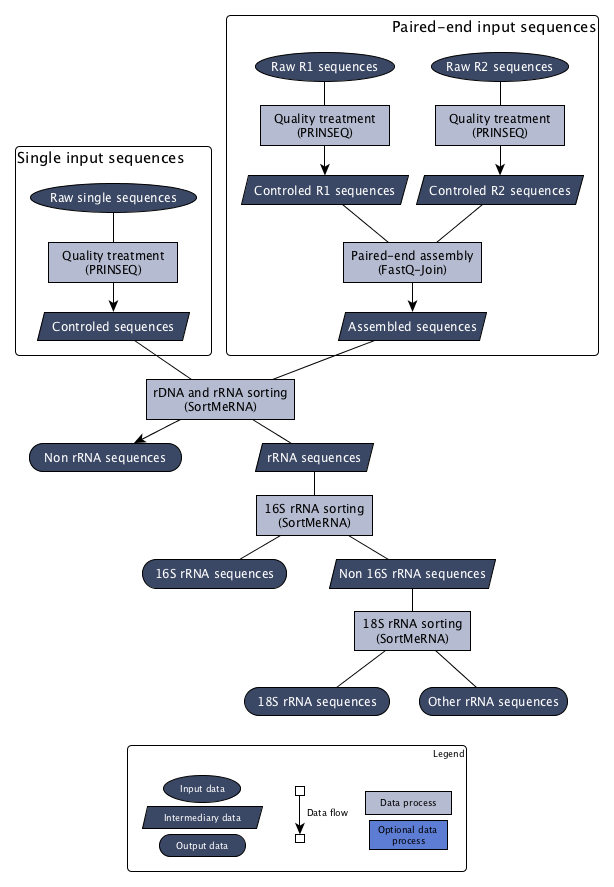 Paired-end input sequences
Raw R1 sequences
Raw R2 sequences
Quality treatment
(PRINSEQ)
Quality treatment
(PRINSEQ)
Controled R1 sequences
Controled R2 sequences
Paired-end assembly
(FastQ-Join)
Assembled sequences
Single input sequences
Raw single sequences
Quality treatment
(PRINSEQ)
Controled sequences
rDNA and rRNA sorting
(SortMeRNA)
Non rRNA sequences
rRNA sequences
16S rRNA sorting
(SortMeRNA)
16S rRNA sequences
Non 16S rRNA sequences
18S rRNA sorting
(SortMeRNA)
18S rRNA sequences
Other rRNA sequences
Legend
Input data
Intermediary data
Output data
Data flow
Data process
Optional data
process